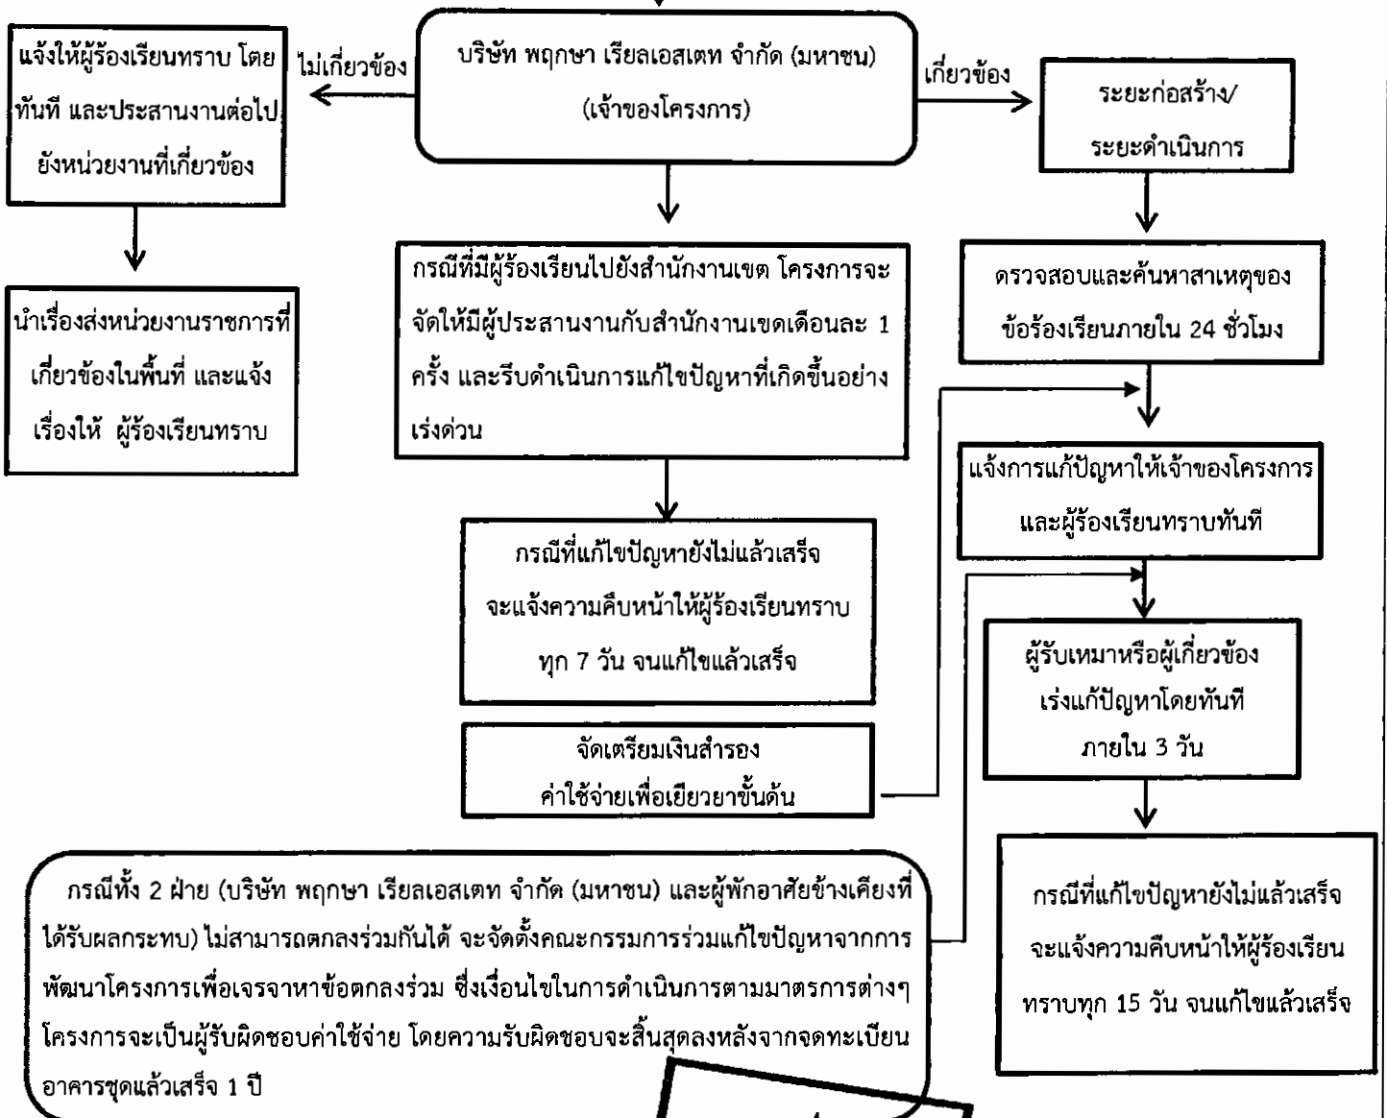 แจ้งให้ผู้ร้องเรียนทราบ โดย
ทันที และประสานงานต่อไป
ยังหน่วยงานที่เกี่ยวข้อง
ไม่เกี่ยวข้อง
บริษัท พฤกษา เรียลเอสเตท จำกัด (มหาชน)
(เจ้าของโครงการ)
เกี่ยวข้อง
ระยะก่อสร้าง/
ระยะดำเนินการ
นำเรื่องส่งหน่วยงานราชการที่
เกี่ยวข้องในพื้นที่ และแจ้ง
เรื่องให้ ผู้ร้องเรียนทราบ
กรณีที่มีผู้ร้องเรียนไปยังสำนักงานเขต โครงการจะ
จัดให้มีผู้ประสานงานกับสำนักงานเขตเดือนละ 1
ครั้ง และรีบดำเนินการแก้ไขปัญหาที่เกิดขึ้นอย่าง
เร่งด่วน
ตรวจสอบและค้นหาสาเหตุของ
ข้อร้องเรียนภายใน 24 ชั่วโมง
แจ้งการแก้ปัญหาให้เจ้าของโครงการ
และผู้ร้องเรียนทราบทันที
กรณีที่แก้ไขปัญหายังไม่แล้วเสร็จ
จะแจ้งความคืบหน้าให้ผู้ร้องเรียนทราบ
ทุก 7 วัน จนแก้ไขแล้วเสร็จ
ผู้รับเหมาหรือผู้เกี่ยวข้อง
เร่งแก้ปัญหาโดยทันที
ภายใน 3 วัน
จัดเตรียมเงินสำรอง
ค่าใช้จ่ายเพื่อเยียวยาขั้นต้น
กรณีทั้ง 2 ฝ่าย (บริษัท พฤกษา เรียลเอสเตท จำกัด (มหาชน) และผู้พักอาศัยข้างเคียงที่
ได้รับผลกระทบ) ไม่สามารถตกลงร่วมกันได้ จะจัดตั้งคณะกรรมการร่วมแก้ไขปัญหาจากการ
พัฒนาโครงการเพื่อเจรจาหาข้อตกลงร่วม ซึ่งเงื่อนไขในการดำเนินการตามมาตรการต่างๆ
โครงการจะเป็นผู้รับผิดชอบค่าใช้จ่าย โดยความรับผิดชอบจะสิ้นสุดลงหลังจากจดทะเบียน
อาคารชุดแล้วเสร็จ 1 ปี
กรณีที่แก้ไขปัญหายังไม่แล้วเสร็จ
จะแจ้งความคืบหน้าให้ผู้ร้องเรียน
ทราบทุก 15 วัน จนแก้ไขแล้วเสร็จ